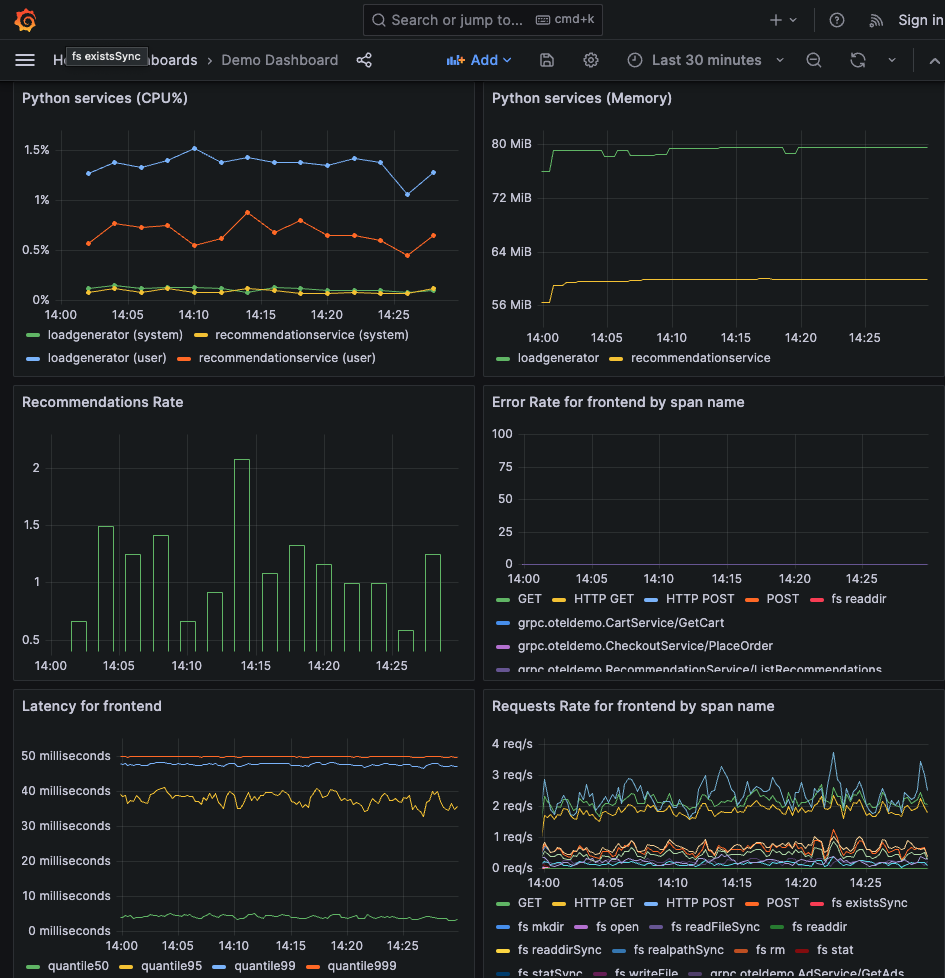 Search or jump to... cmd+k
Sign in
fs existsSync
boards › Demo Dashboard
Add
Last 30 minutes
Python services (CPU%)
1.5%
1%
0.5%
0%
14:00 14:05 14:10 14:15 14:20 14:25
loadgenerator (system) recommendationservice (system)
loadgenerator (user) recommendationservice (user)
Python services (Memory)
80 MiB
72 MiB
64 MiB
56 MiB
14:00 14:05 14:10 14:15 14:20 14:25
loadgenerator recommendationservice
Recommendations Rate
2
1.5
1
0.5
14:00 14:05 14:10 14:15 14:20 14:25
Error Rate for frontend by span name
100
75
50
25
0
14:00 14:05 14:10 14:15 14:20 14:25
GET HTTP GET HTTP POST POST fs readdir
grpc.oteldemo.CartService/GetCart
grpc.oteldemo.CheckoutService/PlaceOrder
grpc.oteldemo.RecommendationService/ListRecommendations
Latency for frontend
50 milliseconds
40 milliseconds
30 milliseconds
20 milliseconds
10 milliseconds
0 milliseconds
14:00 14:05 14:10 14:15 14:20 14:25
quantile50 quantile95 quantile99 quantile999
Requests Rate for frontend by span name
4 req/s
3 req/s
2 req/s
1 req/s
0 req/s
14:00 14:05 14:10 14:15 14:20 14:25
GET HTTP GET HTTP POST POST fs existsSync
fs mkdir fs open fs readFileSync fs readdir
fs readdirSync fs realpathSync fs rm fs stat
fs statSync fs writeFile grpc.oteldemo.AdService/GetAds